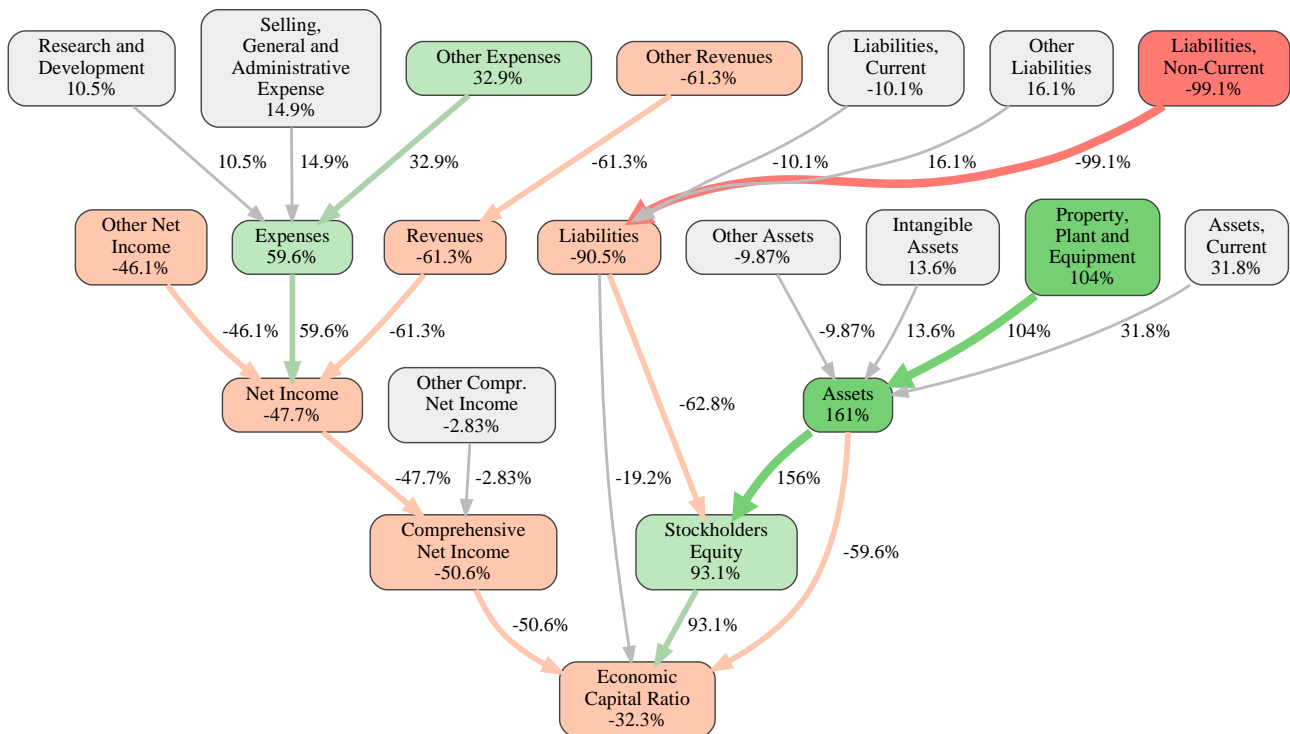 Research and
Development
10.5%
Selling,
General and
Administrative
Expense
14.9%
Other Expenses
32.9%
Other Revenues
-61.3%
Liabilities,
Current
-10.1%
Other
Liabilities
16.1%
Liabilities,
Non-Current
-99.1%
10.5%
14.9%
32.9%
-61.3%
-10.1%
16.1%
-99.1%
Other Net
Income
-46.1%
Expenses
59.6%
Revenues
-61.3%
Liabilities
-90.5%
Other Assets
-9.87%
Intangible
Assets
13.6%
Property,
Plant and
Equipment
104%
Assets,
Current
31.8%
-46.1%
59.6%
-61.3%
-9.87%
13.6%
104%
31.8%
Net Income
-47.7%
Other Compr.
Net Income
-2.83%
-62.8%
Assets
161%
-47.7%
-2.83%
-19.2%
156%
Comprehensive
Net Income
-50.6%
Stockholders
Equity
93.1%
-59.6%
-50.6%
93.1%
Economic
Capital Ratio
-32.3%